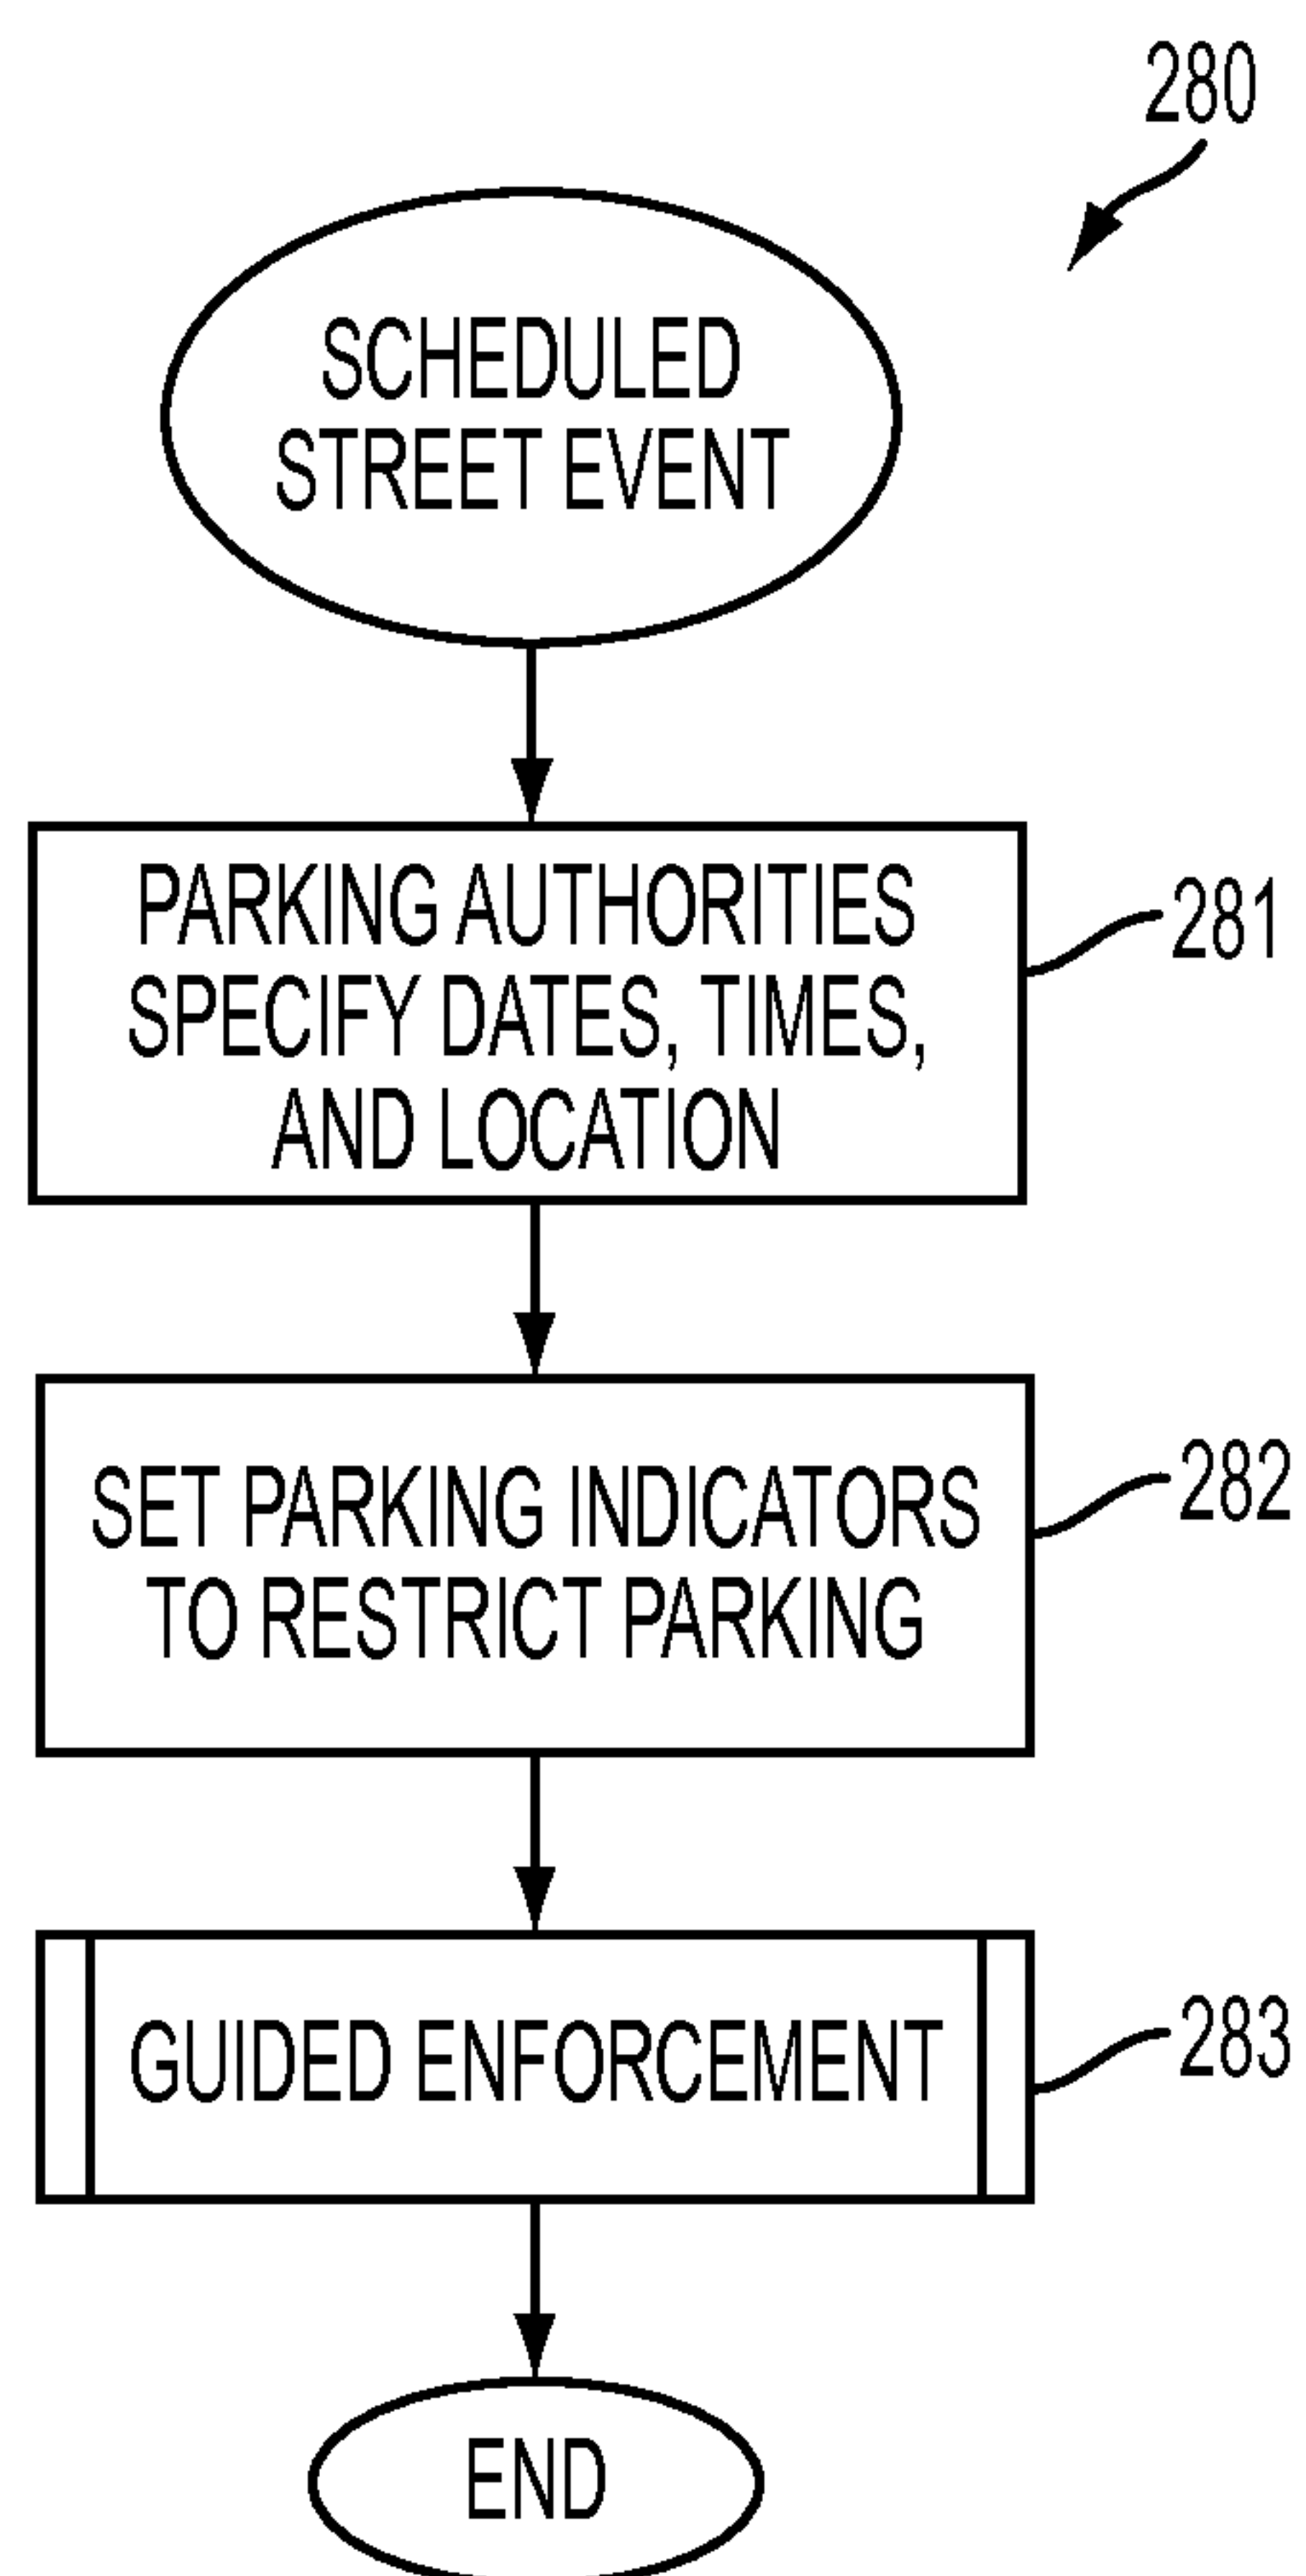 280
SCHEDULED
STREET EVENT
PARKING AUTHORITIES
SPECIFY DATES, TIMES,
AND LOCATION
281
SET PARKING INDICATORS
TO RESTRICT PARKING
282
GUIDED ENFORCEMENT
283
END